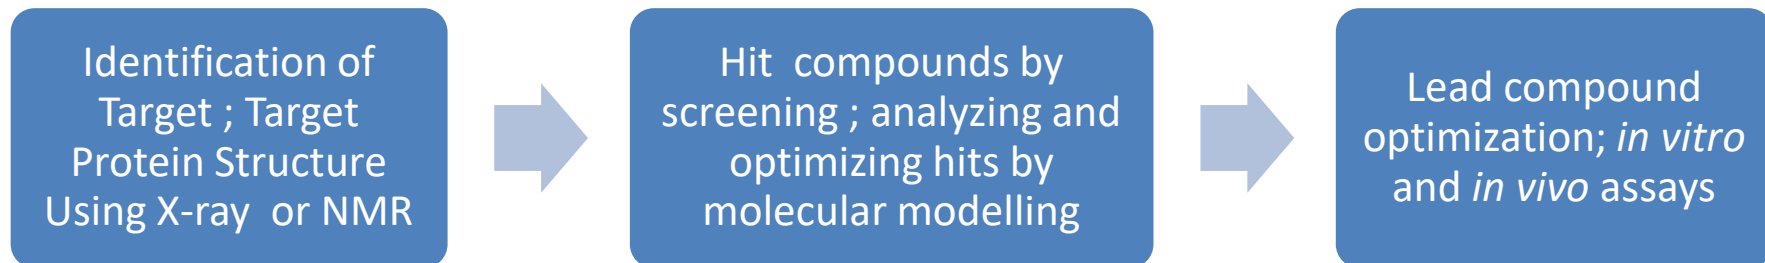 Identification of
Target ; Target
Protein Structure
Using X-ray or NMR
Hit compounds by
screening ; analyzing and
optimizing hits by
molecular modelling
Lead compound
optimization; in vitro
and in vivo assays